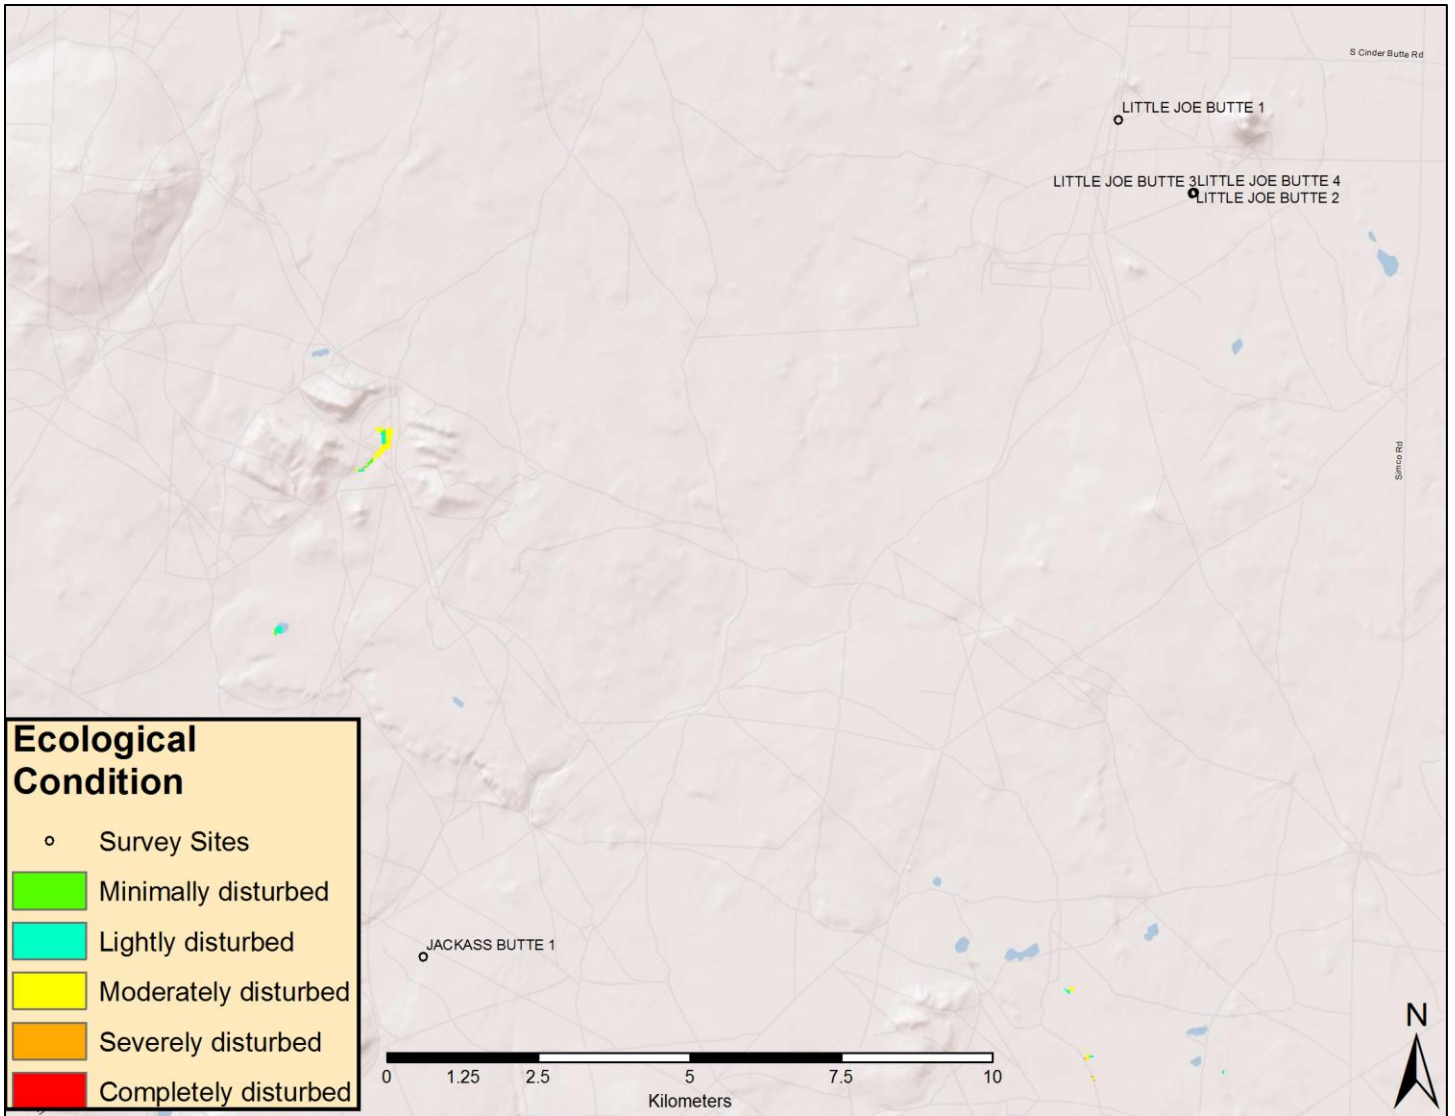 S Cinder Butte Rd
LITTLE JOE BUTTE 1
LITTLE JOE BUTTE 3 LITTLE JOE BUTTE 4
LITTLE JOE BUTTE 2
Simco Rd
Ecological
Condition
Survey Sites
Minimally disturbed
Lightly disturbed
Moderately disturbed
Severely disturbed
Completely disturbed
JACKASS BUTTE 1
0 1.25 2.5 5 7.5 10
Kilometers
N